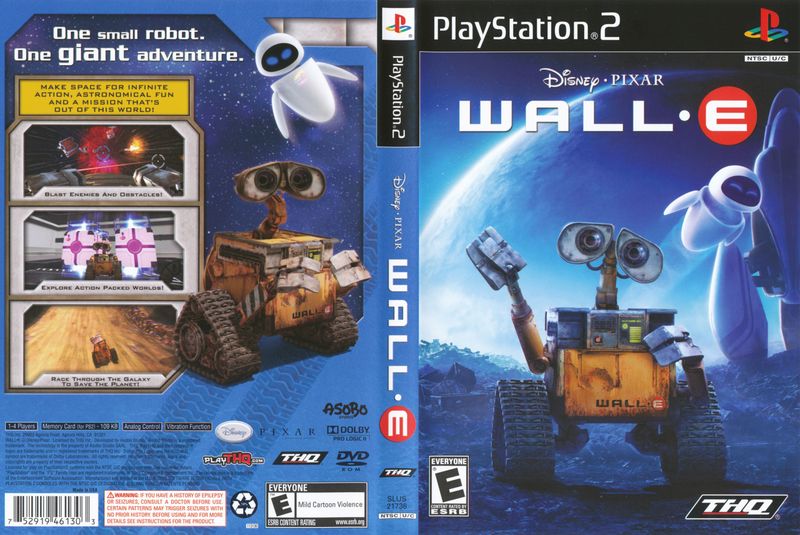 One small robot.
One giant adventure.
MAKE SPACE FOR INFINITE
ACTION, ASTRONOMICAL FUN
AND A MISSION THAT'S
OUT OF THIS WORLD!
BLAST ENEMIES AND OBSTACLES!
EXPLORE ACTION PACKED WORLDS!
RACE THROUGH THE GALAXY
TO SAVE THE PLANET!
1-4 Players
Memory Card (for PS2) - 109 KB
Analog Control
Vibration Function
Made in USA
7 52919 46130 3
WARNING: IF YOU HAVE A HISTORY OF EPILEPSY
OR SEIZURES, CONSULT A DOCTOR BEFORE USE.
CERTAIN PATTERNS MAY TRIGGER SEIZURES WITH
NO PRIOR HISTORY. BEFORE USING AND FOR MORE
DETAILS SEE INSTRUCTIONS FOR THE PRODUCT.
Disney
PIXAR
ASOBO
STUDIO
DOLBY
PRO LOGIC II
PLAYTHQ.COM
THQ
DVD
ROM
EVERYONE
E
Mild Cartoon Violence
ESRB CONTENT RATING
www.esrb.org
PlayStation.2
Disney · PIXAR
WALL·E
THQ
SLUS
21736
NTSC U/C
PlayStation®2
NTSC U/C
Disney · PIXAR
WALL·E
WALL·E
EVERYONE
E
CONTENT RATED BY
ESRB
THQ